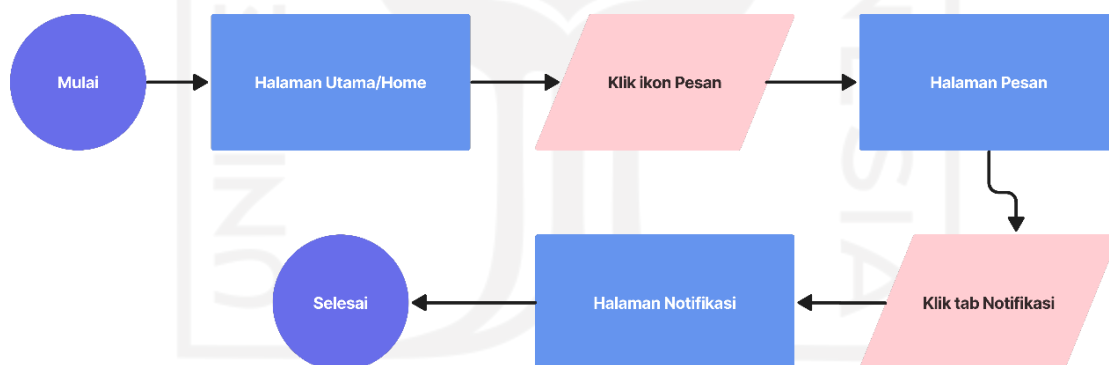 Mulai
Halaman Utama/Home
Klik ikon Pesan
Halaman Pesan
Selesai
Halaman Notifikasi
Klik tab Notifikasi